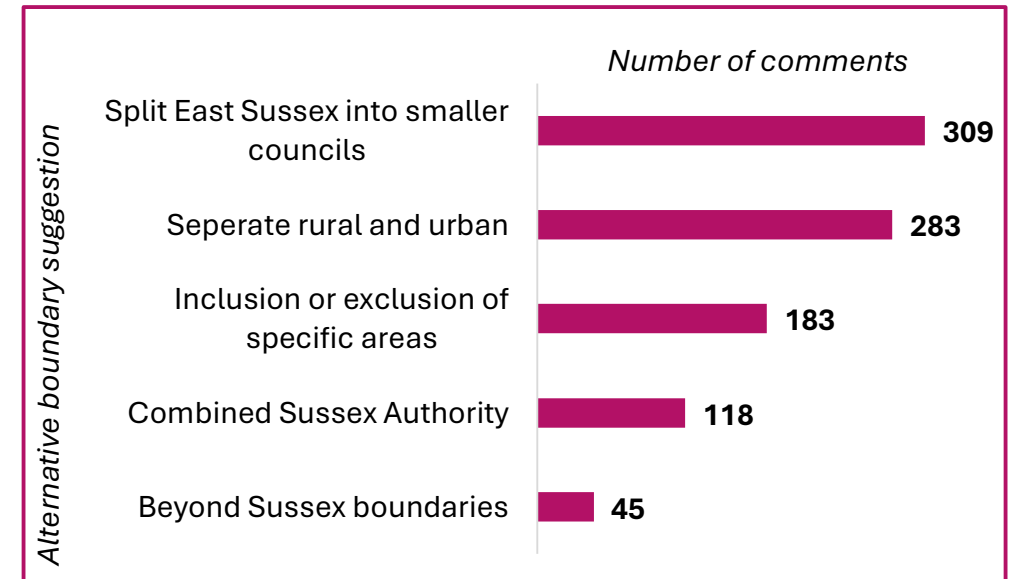 Number of comments
Alternative boundary suggestion
Split East Sussex into smaller
councils
309
Seperate rural and urban
283
Inclusion or exclusion of
specific areas
183
Combined Sussex Authority
118
Beyond Sussex boundaries
45